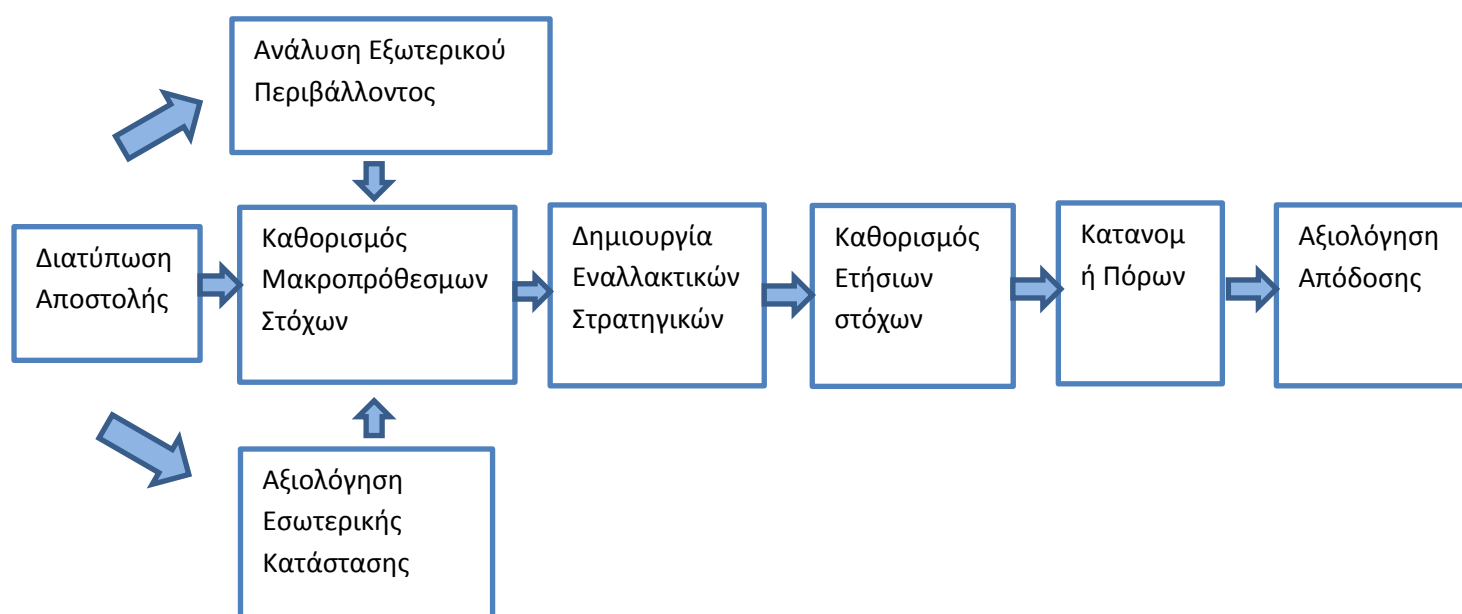 Ανάλυση Εξωτερικού
Περιβάλλοντος
Διατύπωση
Αποστολής
Καθορισμός
Μακροπρόθεσμων
Στόχων
Δημιουργία
Εναλλακτικών
Στρατηγικών
Καθορισμός
Ετήσιων
στόχων
Κατανομ
ή Πόρων
Αξιολόγηση
Απόδοσης
Αξιολόγηση
Εσωτερικής
Κατάστασης